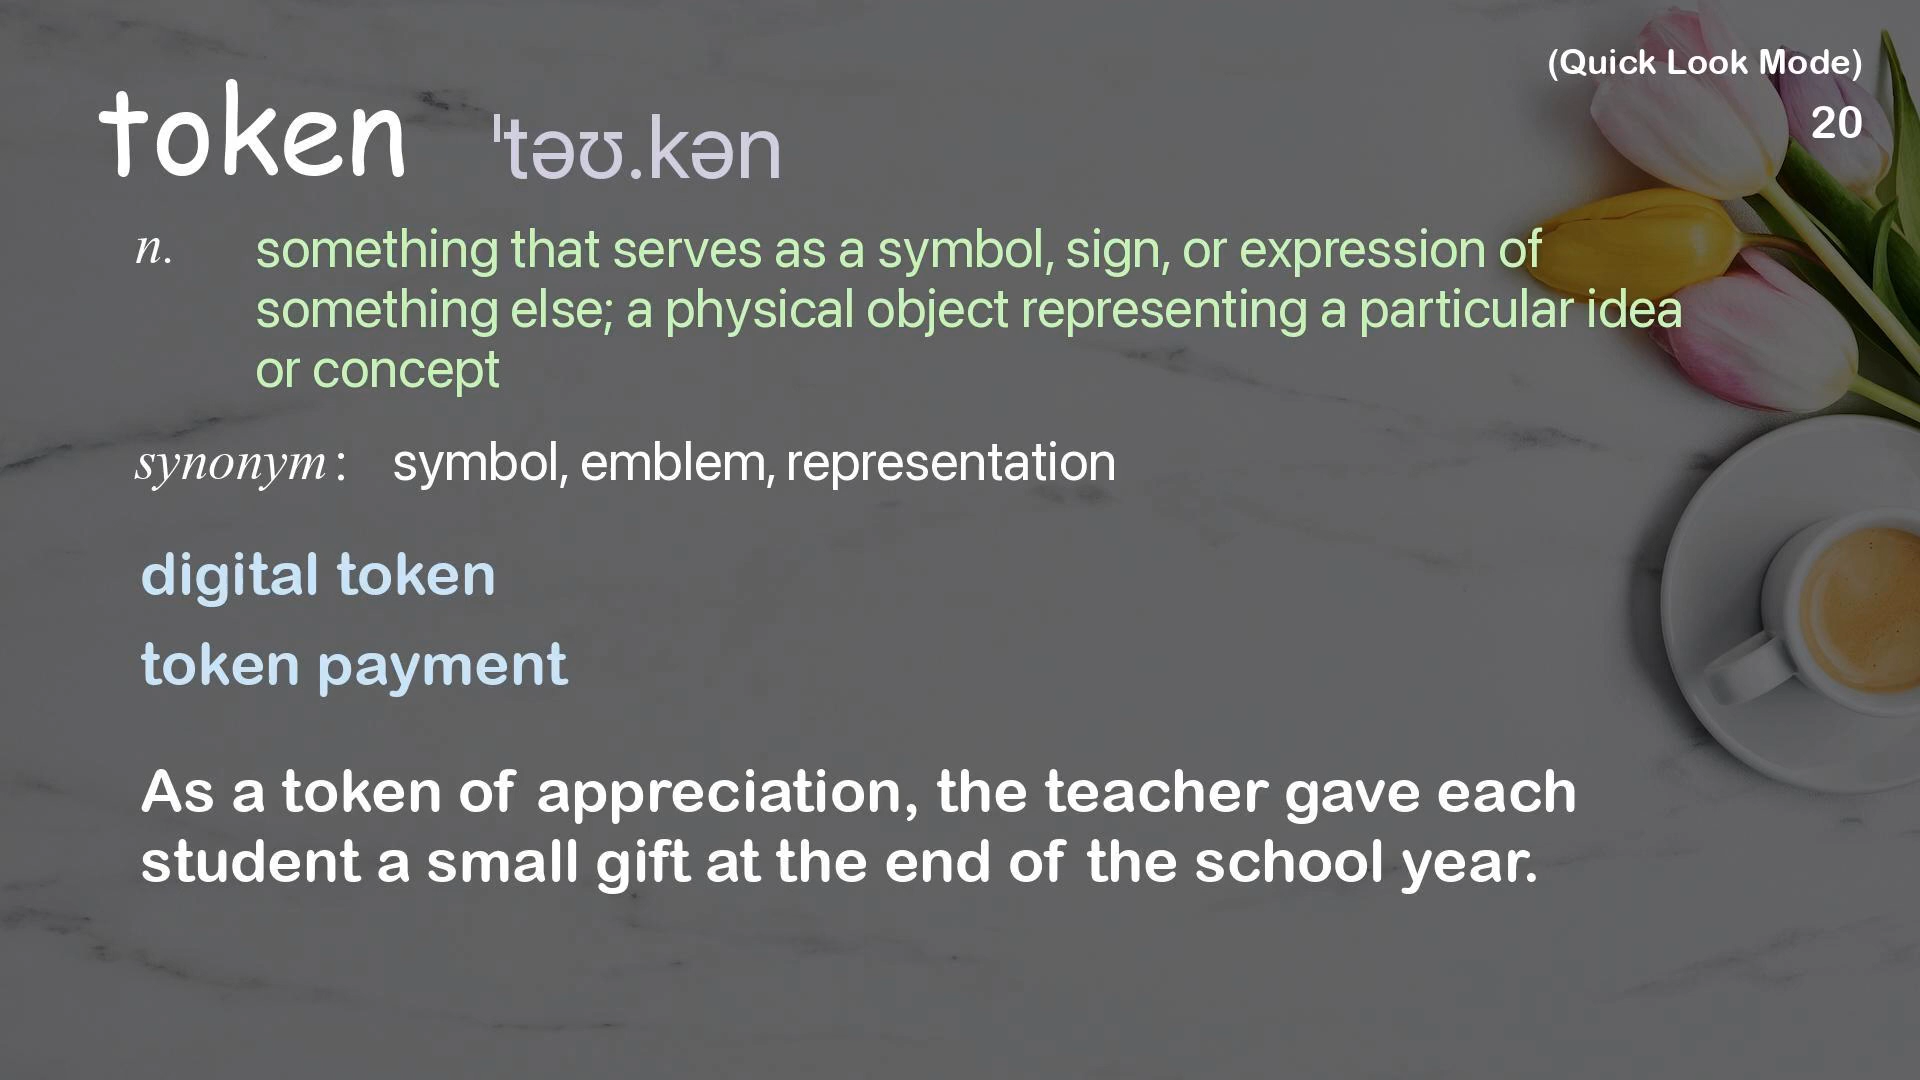 (Quick Look Mode)
20
token ˈtəʊ.kən
n. something that serves as a symbol, sign, or expression of
something else; a physical object representing a particular idea
or concept
synonym: symbol, emblem, representation
digital token
token payment
As a token of appreciation, the teacher gave each
student a small gift at the end of the school year.